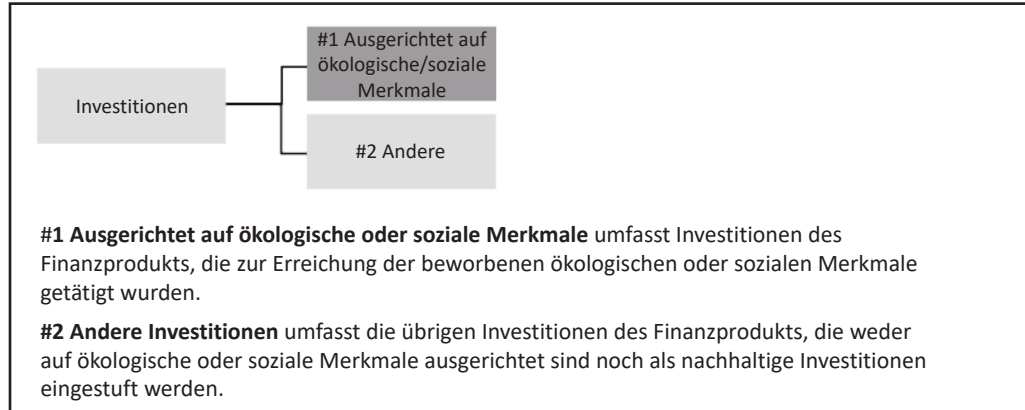 #1 Ausgerichtet auf
ökologische/soziale
Merkmale
Investitionen
#2 Andere
#1 Ausgerichtet auf ökologische oder soziale Merkmale umfasst Investitionen des
Finanzprodukts, die zur Erreichung der beworbenen ökologischen oder sozialen Merkmale
getätigt wurden.
#2 Andere Investitionen umfasst die übrigen Investitionen des Finanzprodukts, die weder
auf ökologische oder soziale Merkmale ausgerichtet sind noch als nachhaltige Investitionen
eingestuft werden.